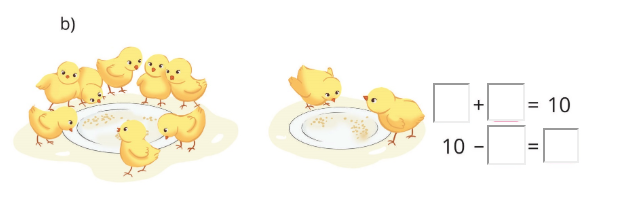 b)
+ = 10
10 - =